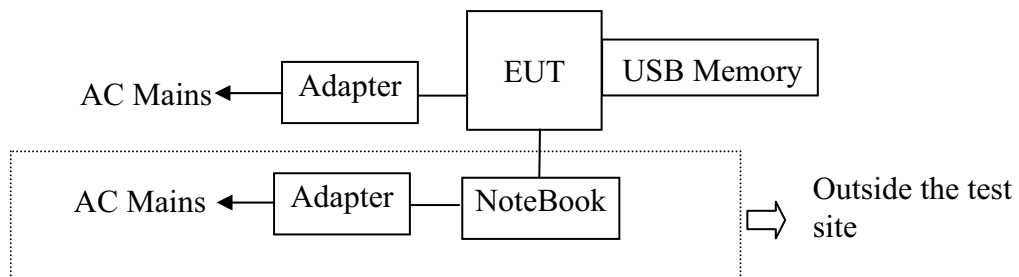 EUT
USB Memory
Adapter
AC Mains
AC Mains
Adapter
NoteBook
Outside the test
site